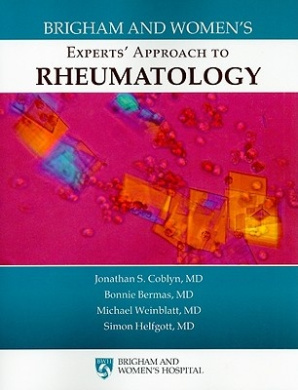 BRIGHAM AND WOMEN'S
EXPERTS' APPROACH TO
RHEUMATOLOGY
Jonathan S. Coblyn, MD
Bonnie Bermas, MD
Michael Weinblatt, MD
Simon Helfgott, MD
BRIGHAM AND
WOMEN'S HOSPITAL